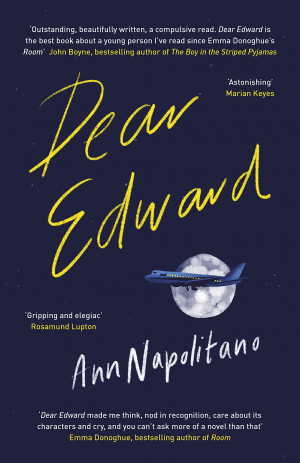 'Outstanding, beautifully written, a compulsive read. Dear Edward is
the best book about a young person I've read since Emma Donoghue's
Room' John Boyne, bestselling author of The Boy in the Striped Pyjamas
'Astonishing'
Marian Keyes
Dear
Edward
'Gripping and elegiac'
Rosamund Lupton
Ann Napolitano
'Dear Edward made me think, nod in recognition, care about its
characters and cry, and you can't ask more of a novel than that'
Emma Donoghue, bestselling author of Room